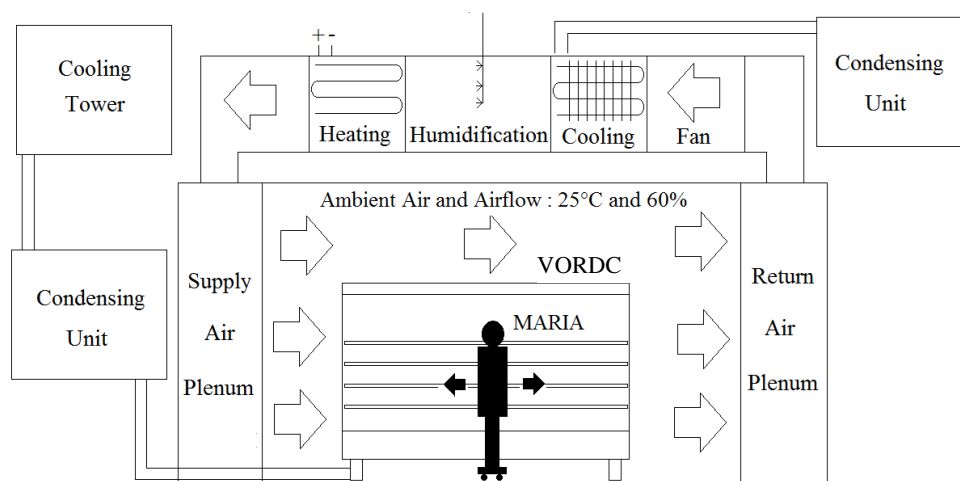 Cooling
Tower
+ -
Heating
Humidification
Cooling
Fan
Condensing
Unit
Ambient Air and Airflow : 25°C and 60%
Condensing
Unit
Supply
Air
Plenum
VORDC
MARIA
Return
Air
Plenum